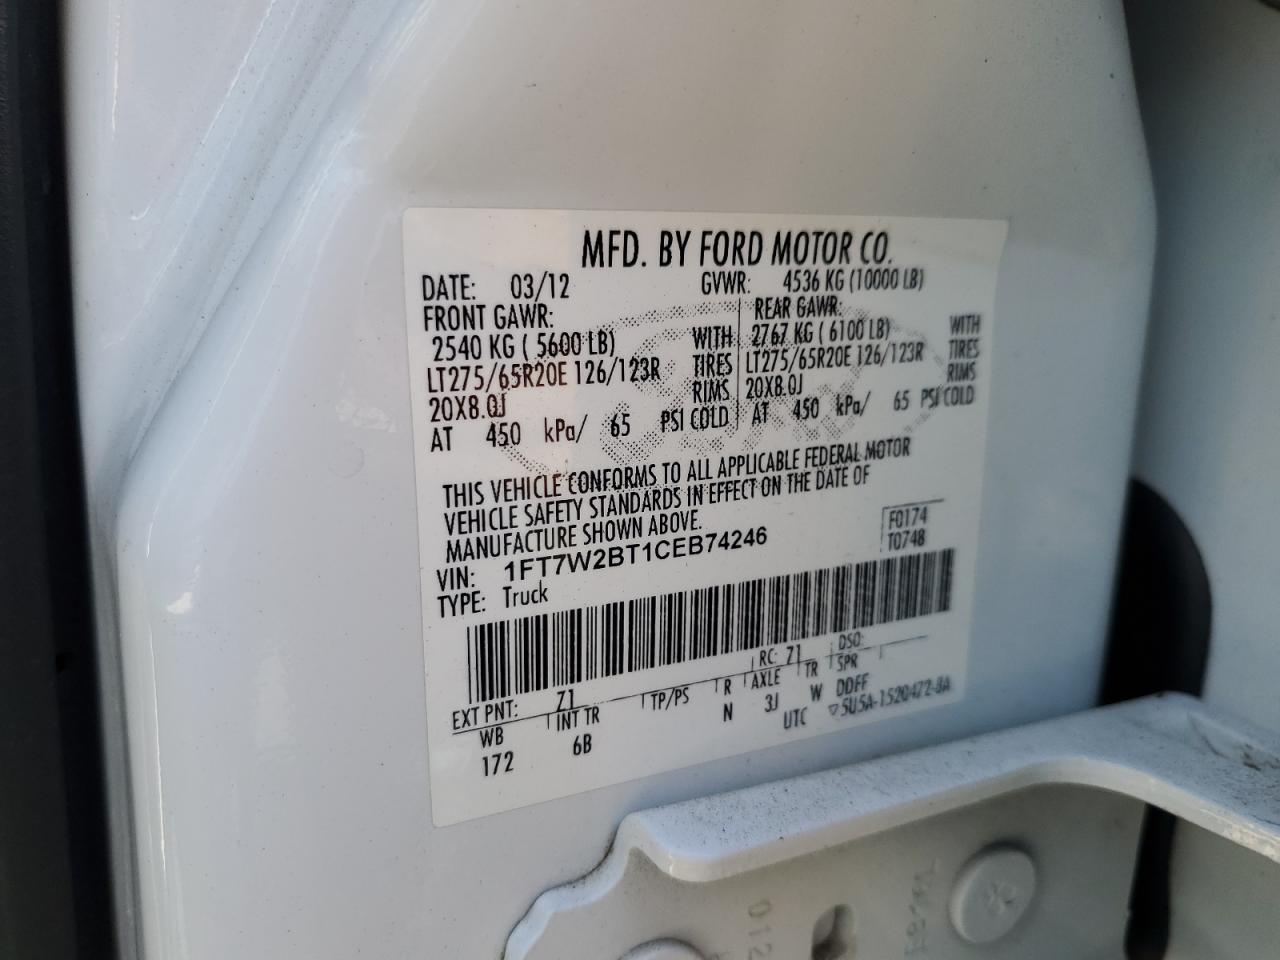 MFD. BY FORD MOTOR CO.
DATE: 03/12 GVWR: 4536 KG (10000 LB)
FRONT GAWR: REAR GAWR:
2540 KG ( 5600 LB) WITH 2767 KG ( 6100 LB) WITH
LT275/65R20E 126/123R TIRES LT275/65R20E 126/123R TIRES
20X8.0J RIMS 20X8.0J RIMS
AT 450 kPa/ 65 PSI COLD AT 450 kPa/ 65 PSI COLD
THIS VEHICLE CONFORMS TO ALL APPLICABLE FEDERAL MOTOR
VEHICLE SAFETY STANDARDS IN EFFECT ON THE DATE OF
MANUFACTURE SHOWN ABOVE.
F0174
VIN: 1FT7W2BT1CEB74246 T0748
TYPE: Truck
EXT PNT: Z1 RC: 71 DSO:
WB INT TR TP/PS R AXLE TR SPR
172 6B N 3J W DDFF
UTC ▽5U5A-1520472-BA
012